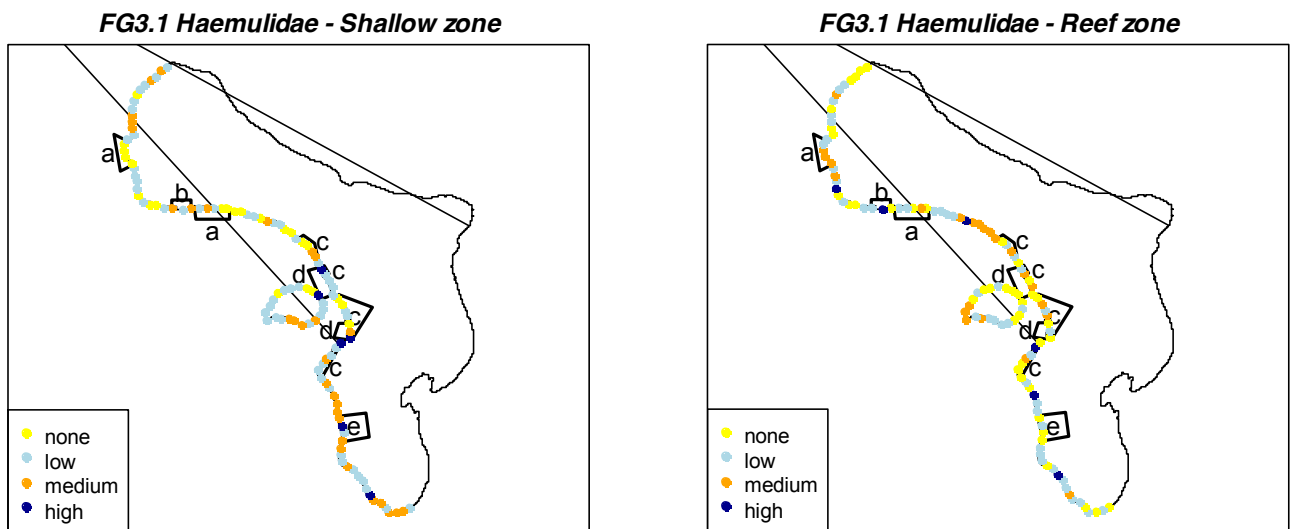 FG3.1 Haemulidae - Shallow zone
a
b
a
c
d
c
c
d
c
e
none
low
medium
high
FG3.1 Haemulidae - Reef zone
a
b
a
c
d
c
c
d
c
e
none
low
medium
high